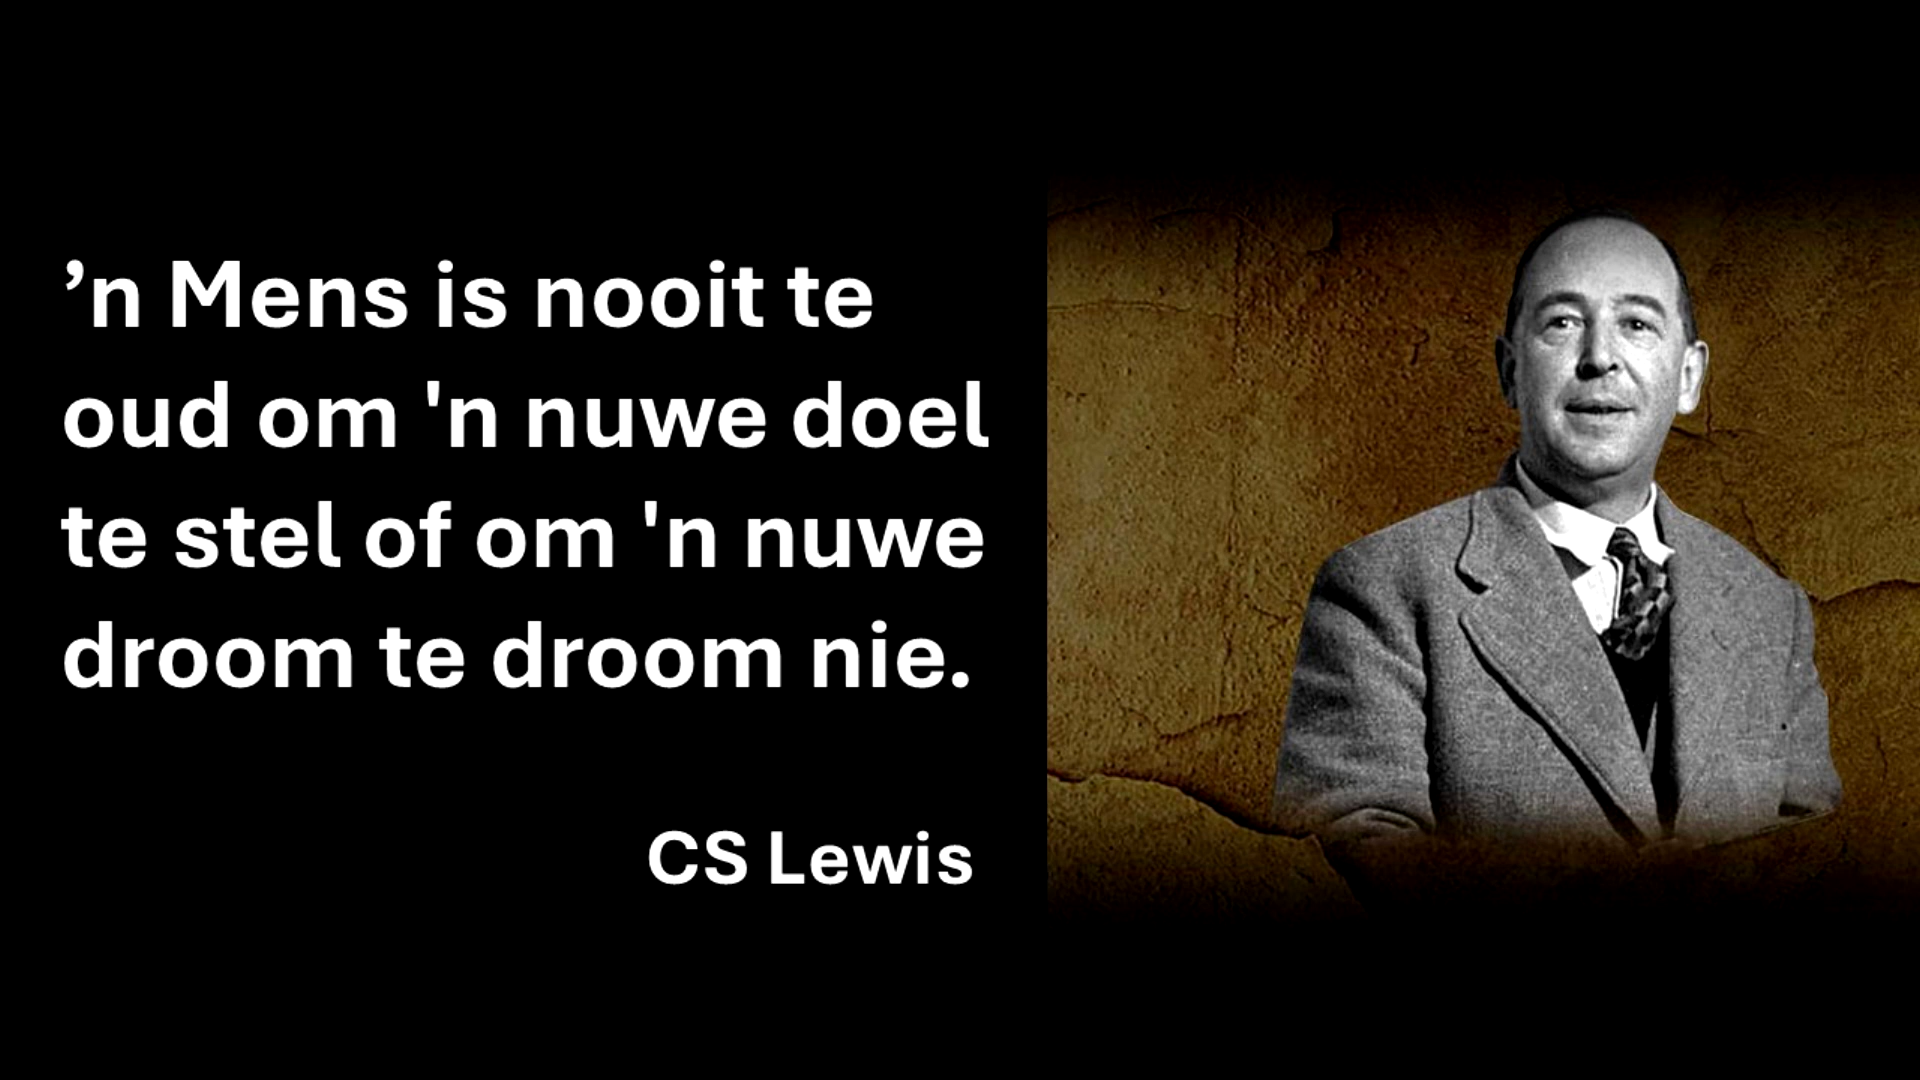 ’n Mens is nooit te
oud om 'n nuwe doel
te stel of om 'n nuwe
droom te droom nie.
CS Lewis